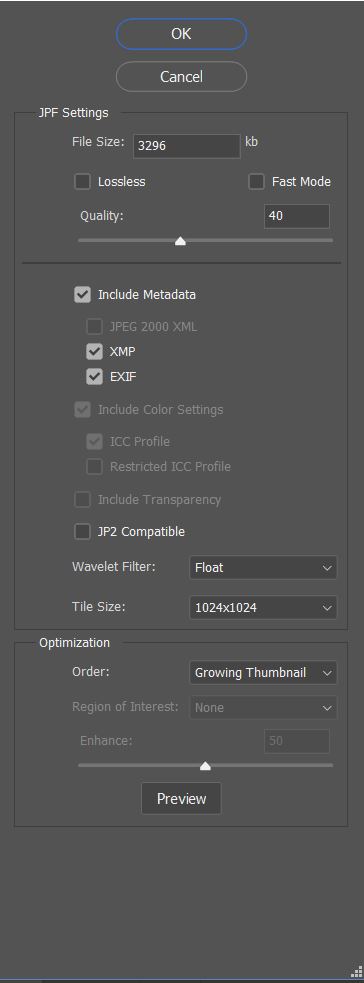 OK
Cancel
JPF Settings
File Size: 3296 kb
Lossless Fast Mode
Quality: 40
Include Metadata
JPEG 2000 XML
XMP
EXIF
Include Color Settings
ICC Profile
Restricted ICC Profile
Include Transparency
JP2 Compatible
Wavelet Filter: Float
Tile Size: 1024x1024
Optimization
Order: Growing Thumbnail
Region of Interest: None
Enhance: 50
Preview